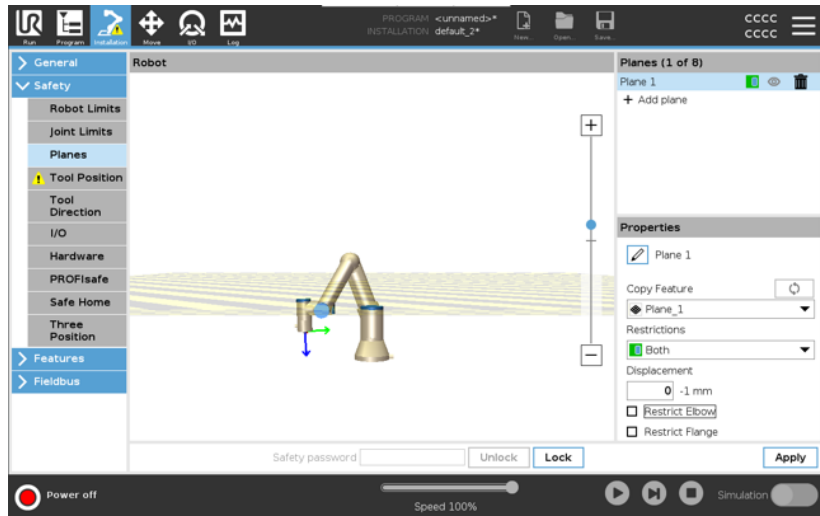 UR
PROGRAM <unnamed>*
INSTALLATION default_2*
CCCC
CCCC
Run Program Installation Move I/O Log New... Open... Save...
General
Safety
Robot Limits
Joint Limits
Planes
Tool Position
Tool
Direction
I/O
Hardware
PROFIsafe
Safe Home
Three
Position
Features
Fieldbus
Robot
+
−
Planes (1 of 8)
Plane 1
+ Add plane
Properties
Plane 1
Copy Feature
Plane_1
Restrictions
Both
Displacement
0 -1 mm
Restrict Elbow
Restrict Flange
Safety password Unlock Lock Apply
Power off
Speed 100%
Simulation